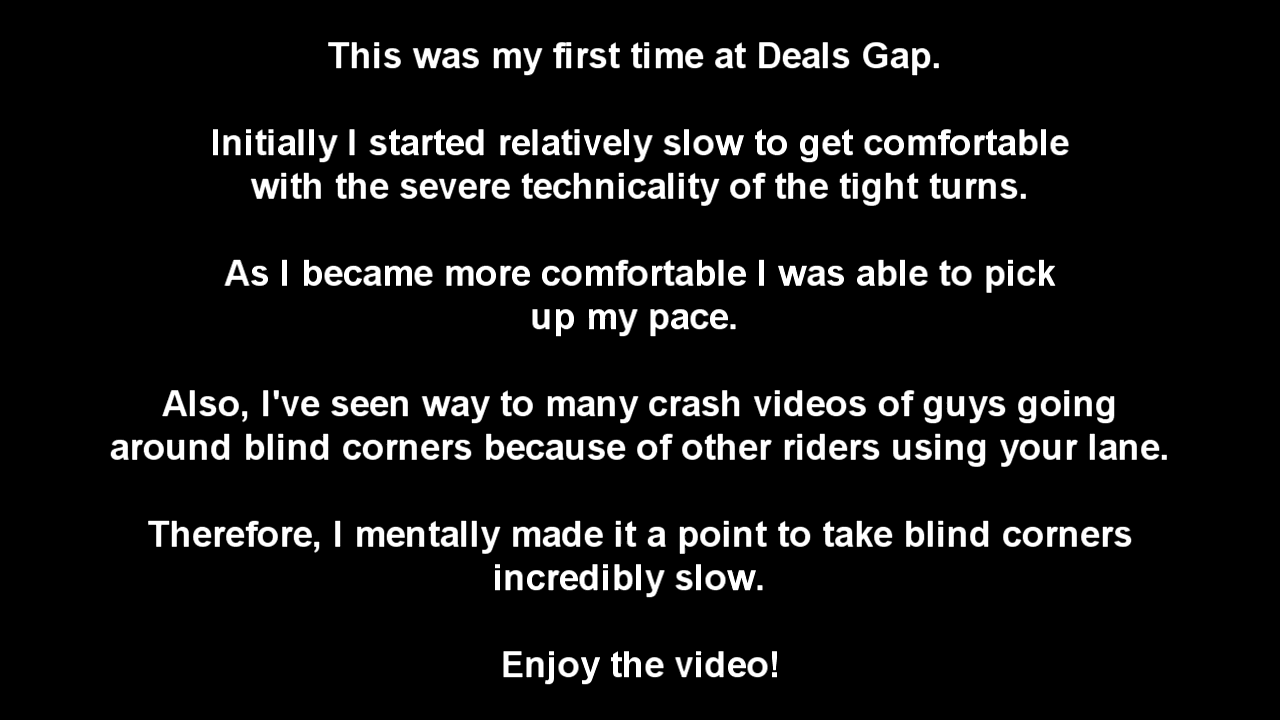 This was my first time at Deals Gap.
Initially I started relatively slow to get comfortable
with the severe technicality of the tight turns.
As I became more comfortable I was able to pick
up my pace.
Also, I've seen way to many crash videos of guys going
around blind corners because of other riders using your lane.
Therefore, I mentally made it a point to take blind corners
incredibly slow.
Enjoy the video!